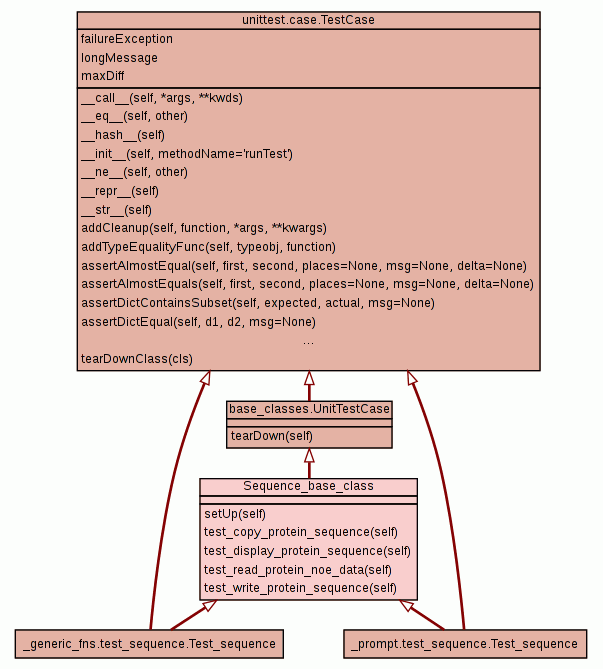 unittest.case.TestCase
failureException
longMessage
maxDiff
__call__(self, *args, **kwds)
__eq__(self, other)
__hash__(self)
__init__(self, methodName='runTest')
__ne__(self, other)
__repr__(self)
__str__(self)
addCleanup(self, function, *args, **kwargs)
addTypeEqualityFunc(self, typeobj, function)
assertAlmostEqual(self, first, second, places=None, msg=None, delta=None)
assertAlmostEquals(self, first, second, places=None, msg=None, delta=None)
assertDictContainsSubset(self, expected, actual, msg=None)
assertDictEqual(self, d1, d2, msg=None)
...
tearDownClass(cls)
base_classes.UnitTestCase
tearDown(self)
Sequence_base_class
setUp(self)
test_copy_protein_sequence(self)
test_display_protein_sequence(self)
test_read_protein_noe_data(self)
test_write_protein_sequence(self)
_generic_fns.test_sequence.Test_sequence
_prompt.test_sequence.Test_sequence